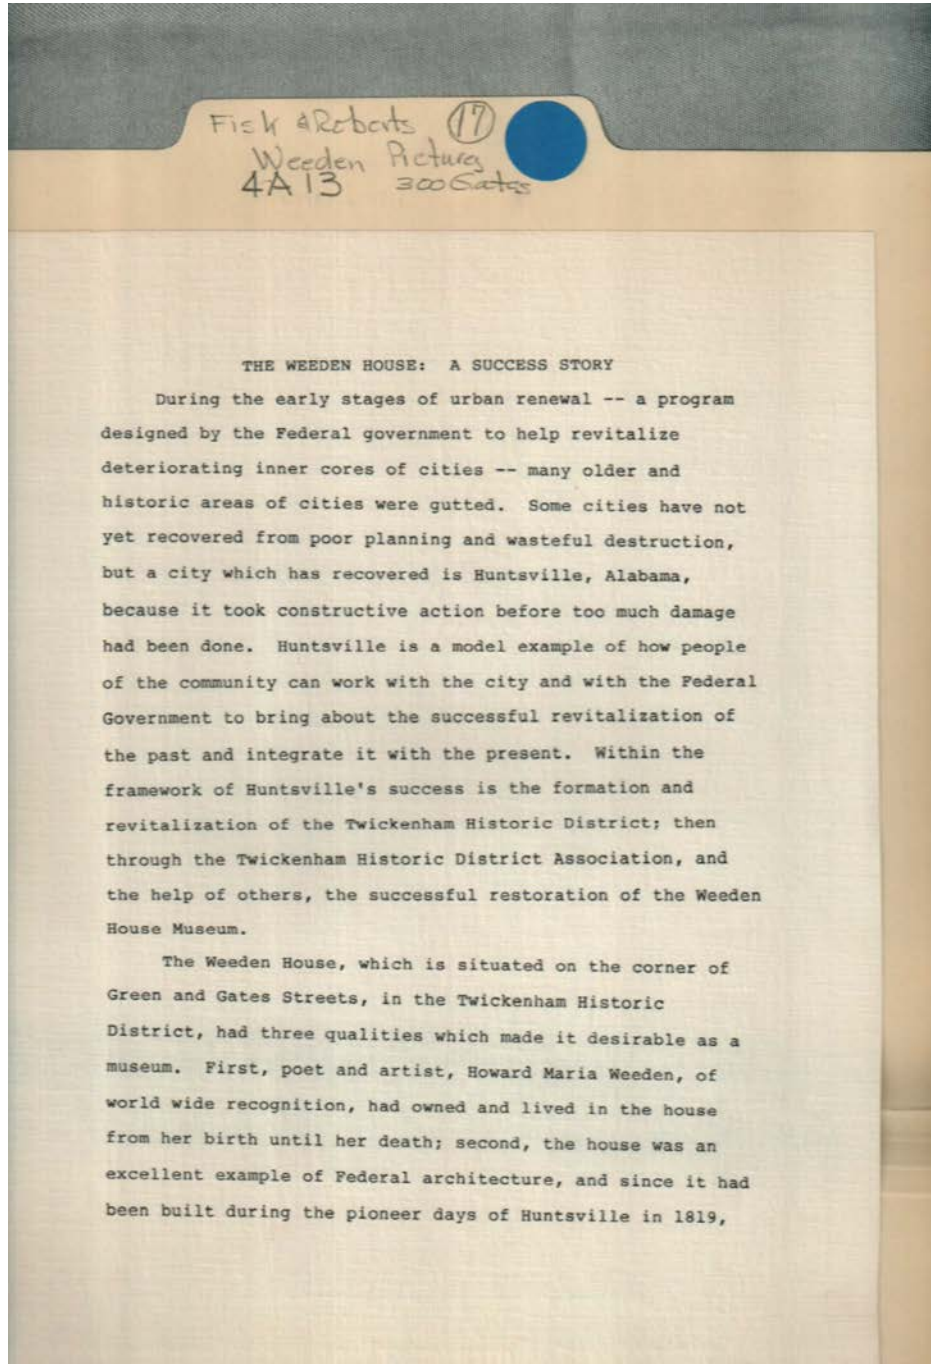 Fisk & Roberts 17
Weeden Pictures
4A13 300 Gates
THE WEEDEN HOUSE: A SUCCESS STORY
During the early stages of urban renewal -- a program
designed by the Federal government to help revitalize
deteriorating inner cores of cities -- many older and
historic areas of cities were gutted. Some cities have not
yet recovered from poor planning and wasteful destruction,
but a city which has recovered is Huntsville, Alabama,
because it took constructive action before too much damage
had been done. Huntsville is a model example of how people
of the community can work with the city and with the Federal
Government to bring about the successful revitalization of
the past and integrate it with the present. Within the
framework of Huntsville's success is the formation and
revitalization of the Twickenham Historic District; then
through the Twickenham Historic District Association, and
the help of others, the successful restoration of the Weeden
House Museum.
The Weeden House, which is situated on the corner of
Green and Gates Streets, in the Twickenham Historic
District, had three qualities which made it desirable as a
museum. First, poet and artist, Howard Maria Weeden, of
world wide recognition, had owned and lived in the house
from her birth until her death; second, the house was an
excellent example of Federal architecture, and since it had
been built during the pioneer days of Huntsville in 1819,